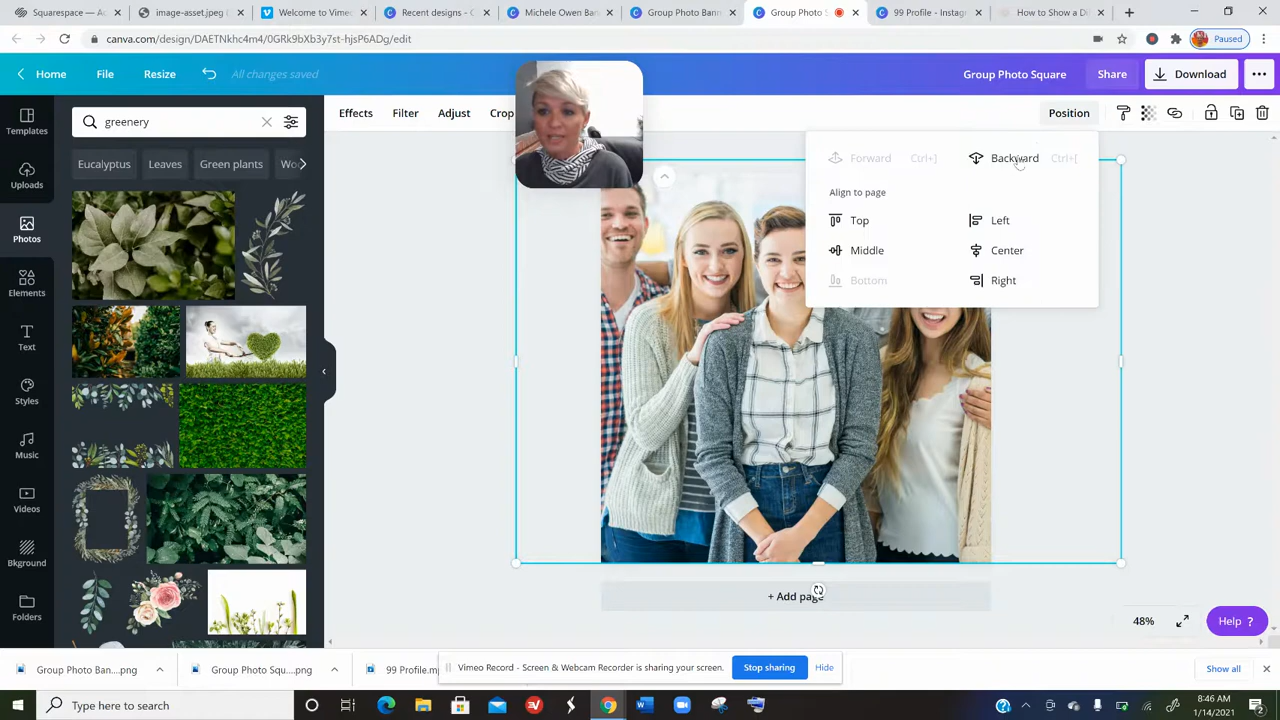 Squarespace - A
image-asset.jpeg (
Welcome to Vimeo
Recent designs - C
Michele Owen Ban
Group Photo Bann
Group Photo S
99 Profile - Instag
How to Show a Di
canva.com/design/DAETNkhc4m4/0GRk9bXb3y7st-hjsP6ADg/edit
Paused
Home
File
Resize
All changes saved
Group Photo Square
Share
Download
Templates
Uploads
Photos
Elements
Text
Styles
Music
Videos
Bkground
Folders
greenery
Eucalyptus
Leaves
Green plants
Wo
Effects
Filter
Adjust
Crop
Position
Forward Ctrl+]
Backward Ctrl+[
Align to page
Top
Left
Middle
Center
Bottom
Right
+ Add page
48%
Help ?
Group Photo Ban....png
Group Photo Squ....png
99 Profile.m
Vimeo Record - Screen & Webcam Recorder is sharing your screen.
Stop sharing
Hide
Show all
Type here to search
8:46 AM
1/14/2021
2